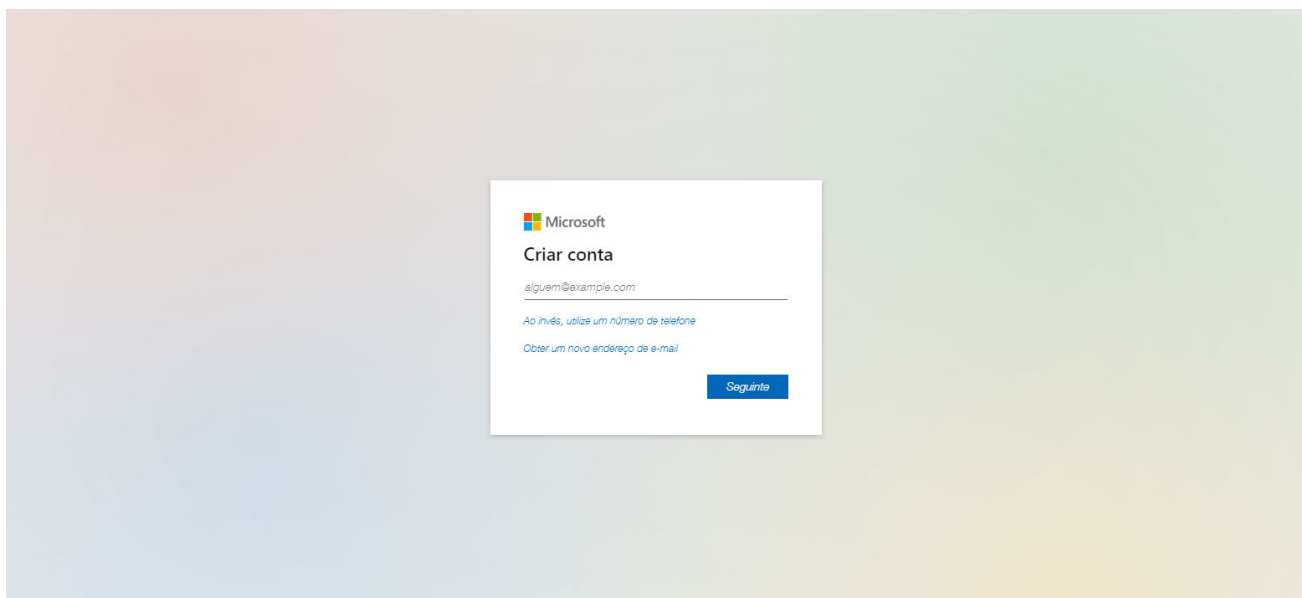 Microsoft
Criar conta
alguem@example.com
Ao invés, utilize um número de telefone
Obter um novo endereço de e-mail
Seguinte